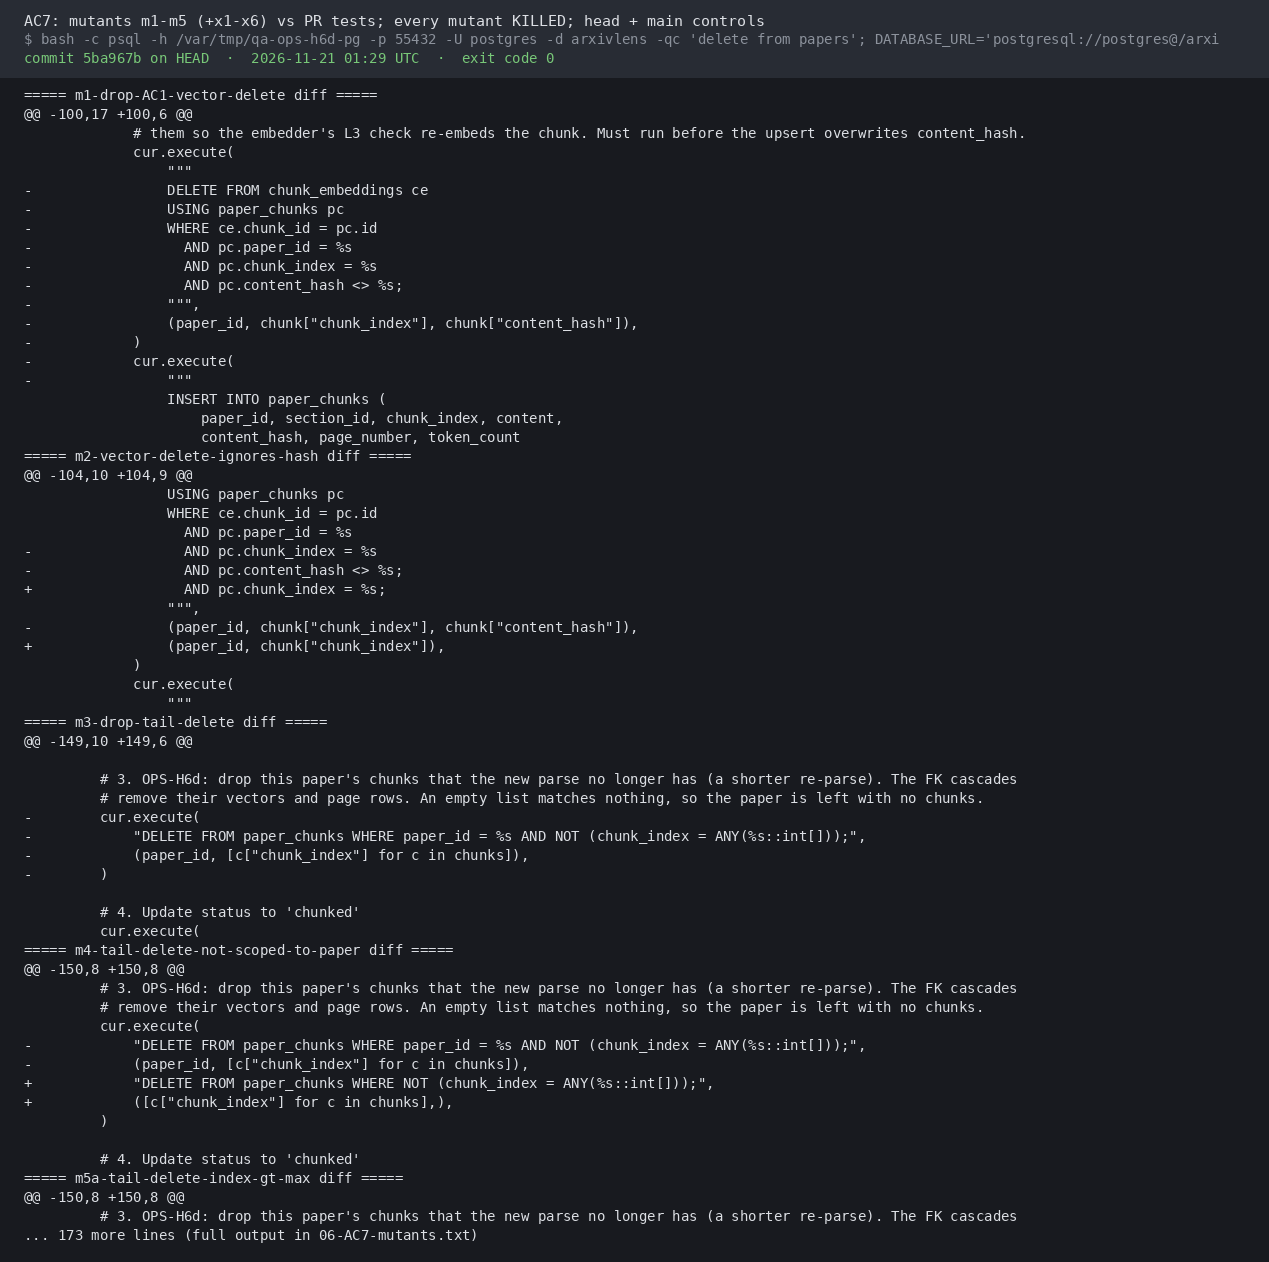 AC7: mutants m1-m5 (+x1-x6) vs PR tests; every mutant KILLED; head + main controls
$ bash -c psql -h /var/tmp/qa-ops-h6d-pg -p 55432 -U postgres -d arxivlens -qc 'delete from papers'; DATABASE_URL='postgresql://postgres@/arxi
commit 5ba967b on HEAD  ·  2026-11-21 01:29 UTC  ·  exit code 0
===== m1-drop-AC1-vector-delete diff =====
@@ -100,17 +100,6 @@
             # them so the embedder's L3 check re-embeds the chunk. Must run before the upsert overwrites content_hash.
             cur.execute(
                 """
-                DELETE FROM chunk_embeddings ce
-                USING paper_chunks pc
-                WHERE ce.chunk_id = pc.id
-                  AND pc.paper_id = %s
-                  AND pc.chunk_index = %s
-                  AND pc.content_hash <> %s;
-                """,
-                (paper_id, chunk["chunk_index"], chunk["content_hash"]),
-            )
-            cur.execute(
-                """
                 INSERT INTO paper_chunks (
                     paper_id, section_id, chunk_index, content,
                     content_hash, page_number, token_count
===== m2-vector-delete-ignores-hash diff =====
@@ -104,10 +104,9 @@
                 USING paper_chunks pc
                 WHERE ce.chunk_id = pc.id
                   AND pc.paper_id = %s
-                  AND pc.chunk_index = %s
-                  AND pc.content_hash <> %s;
+                  AND pc.chunk_index = %s;
                 """,
-                (paper_id, chunk["chunk_index"], chunk["content_hash"]),
+                (paper_id, chunk["chunk_index"]),
             )
             cur.execute(
                 """
===== m3-drop-tail-delete diff =====
@@ -149,10 +149,6 @@

         # 3. OPS-H6d: drop this paper's chunks that the new parse no longer has (a shorter re-parse). The FK cascades
         # remove their vectors and page rows. An empty list matches nothing, so the paper is left with no chunks.
-        cur.execute(
-            "DELETE FROM paper_chunks WHERE paper_id = %s AND NOT (chunk_index = ANY(%s::int[]));",
-            (paper_id, [c["chunk_index"] for c in chunks]),
-        )

         # 4. Update status to 'chunked'
         cur.execute(
===== m4-tail-delete-not-scoped-to-paper diff =====
@@ -150,8 +150,8 @@
         # 3. OPS-H6d: drop this paper's chunks that the new parse no longer has (a shorter re-parse). The FK cascades
         # remove their vectors and page rows. An empty list matches nothing, so the paper is left with no chunks.
         cur.execute(
-            "DELETE FROM paper_chunks WHERE paper_id = %s AND NOT (chunk_index = ANY(%s::int[]));",
-            (paper_id, [c["chunk_index"] for c in chunks]),
+            "DELETE FROM paper_chunks WHERE NOT (chunk_index = ANY(%s::int[]));",
+            ([c["chunk_index"] for c in chunks],),
         )

         # 4. Update status to 'chunked'
===== m5a-tail-delete-index-gt-max diff =====
@@ -150,8 +150,8 @@
         # 3. OPS-H6d: drop this paper's chunks that the new parse no longer has (a shorter re-parse). The FK cascades
... 173 more lines (full output in 06-AC7-mutants.txt)